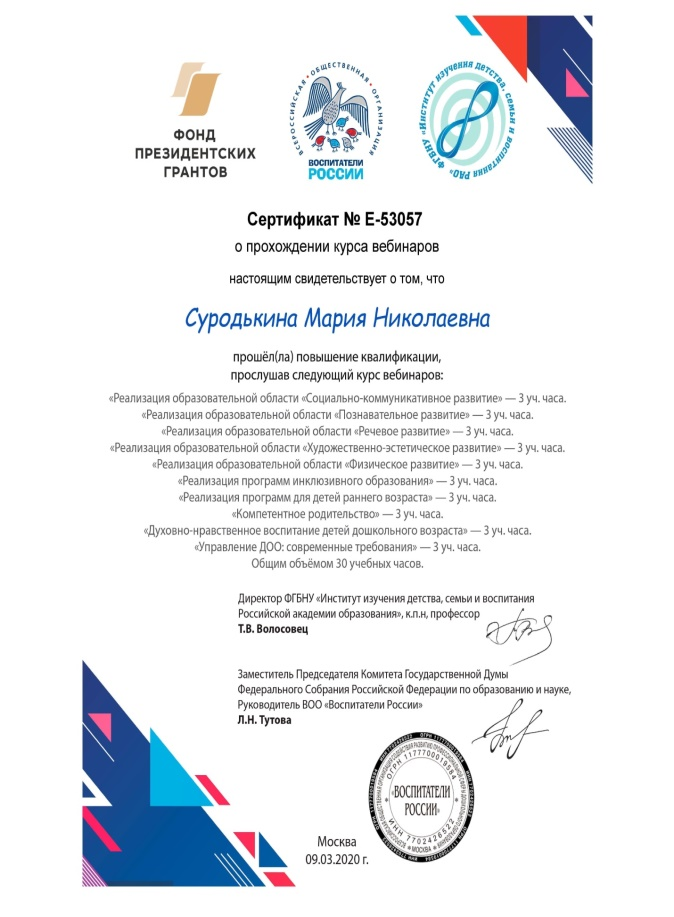 ФОНД
ПРЕЗИДЕНТСКИХ
ГРАНТОВ
ВСЕРОССИЙСКАЯ • ОБЩЕСТВЕННАЯ • ОРГАНИЗАЦИЯ
ВОСПИТАТЕЛИ
РОССИИ
ФГБНУ «Институт изучения детства, семьи и воспитания РАО»
Сертификат № Е-53057
о прохождении курса вебинаров
настоящим свидетельствует о том, что
Суродькина Мария Николаевна
прошёл(ла) повышение квалификации,
прослушав следующий курс вебинаров:
«Реализация образовательной области «Социально-коммуникативное развитие» — 3 уч. часа.
«Реализация образовательной области «Познавательное развитие» — 3 уч. часа.
«Реализация образовательной области «Речевое развитие» — 3 уч. часа.
«Реализация образовательной области «Художественно-эстетическое развитие» — 3 уч. часа.
«Реализация образовательной области «Физическое развитие» — 3 уч. часа.
«Реализация программ инклюзивного образования» — 3 уч. часа.
«Реализация программ для детей раннего возраста» — 3 уч. часа.
«Компетентное родительство» — 3 уч. часа.
«Духовно-нравственное воспитание детей дошкольного возраста» — 3 уч. часа.
«Управление ДОО: современные требования» — 3 уч. часа.
Общим объёмом 30 учебных часов.
Директор ФГБНУ «Институт изучения детства, семьи и воспитания
Российской академии образования», к.п.н, профессор
Т.В. Волосовец
Заместитель Председателя Комитета Государственной Думы
Федерального Собрания Российской Федерации по образованию и науке,
Руководитель ВОО «Воспитатели России»
Л.Н. Тутова
ОГРН 1177700019564
«ВОСПИТАТЕЛИ
РОССИИ»
ИНН 7702426522
* МОСКВА *
Москва
09.03.2020 г.